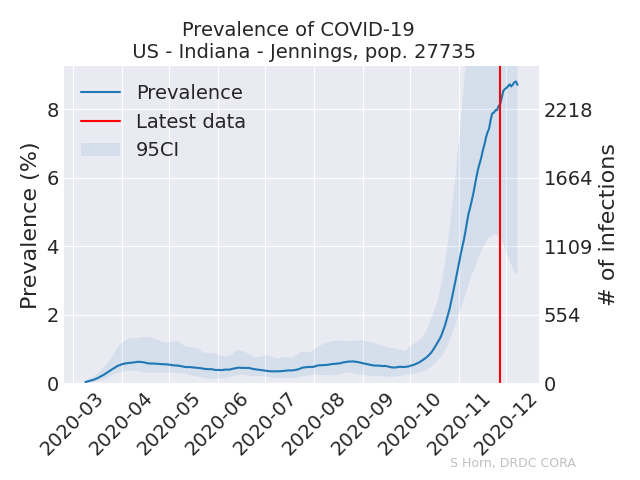 Prevalence of COVID-19
US - Indiana - Jennings, pop. 27735
Prevalence
Latest data
95CI
Prevalence (%)
8
6
4
2
0
2218
1664
1109
554
0
# of infections
2020-03
2020-04
2020-05
2020-06
2020-07
2020-08
2020-09
2020-10
2020-11
2020-12
S Horn, DRDC CORA